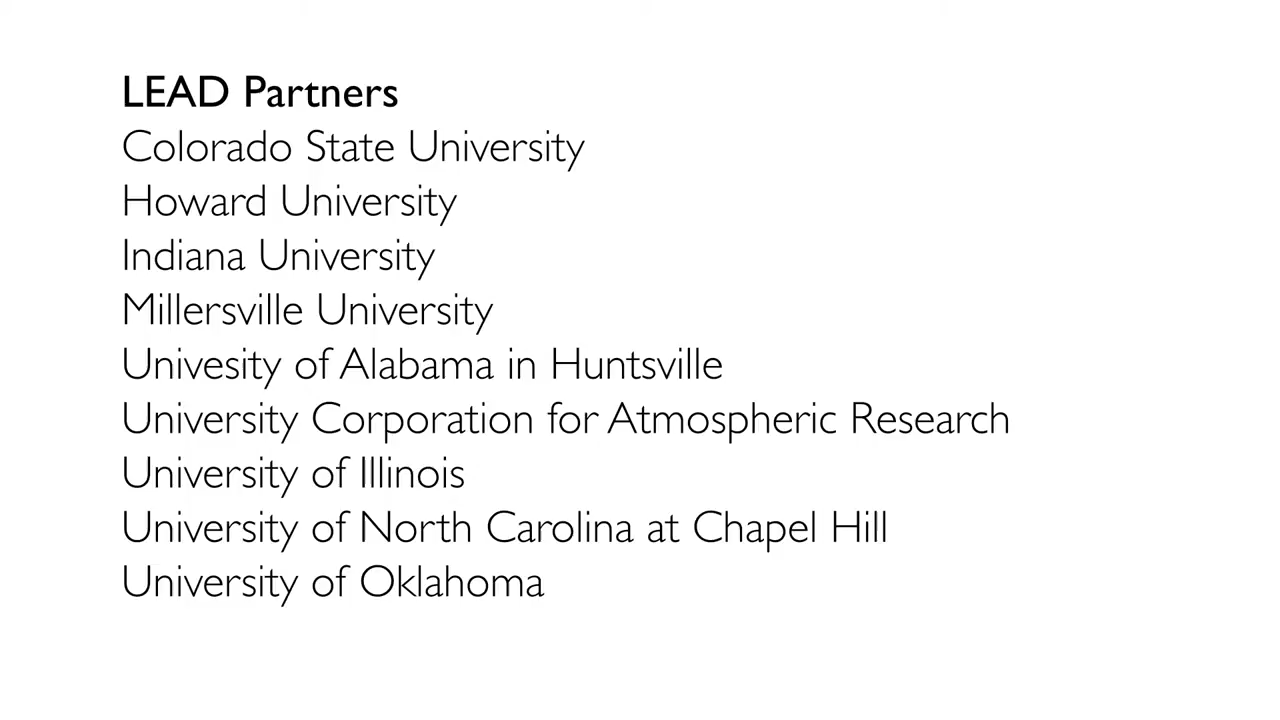 LEAD Partners
Colorado State University
Howard University
Indiana University
Millersville University
Univesity of Alabama in Huntsville
University Corporation for Atmospheric Research
University of Illinois
University of North Carolina at Chapel Hill
University of Oklahoma